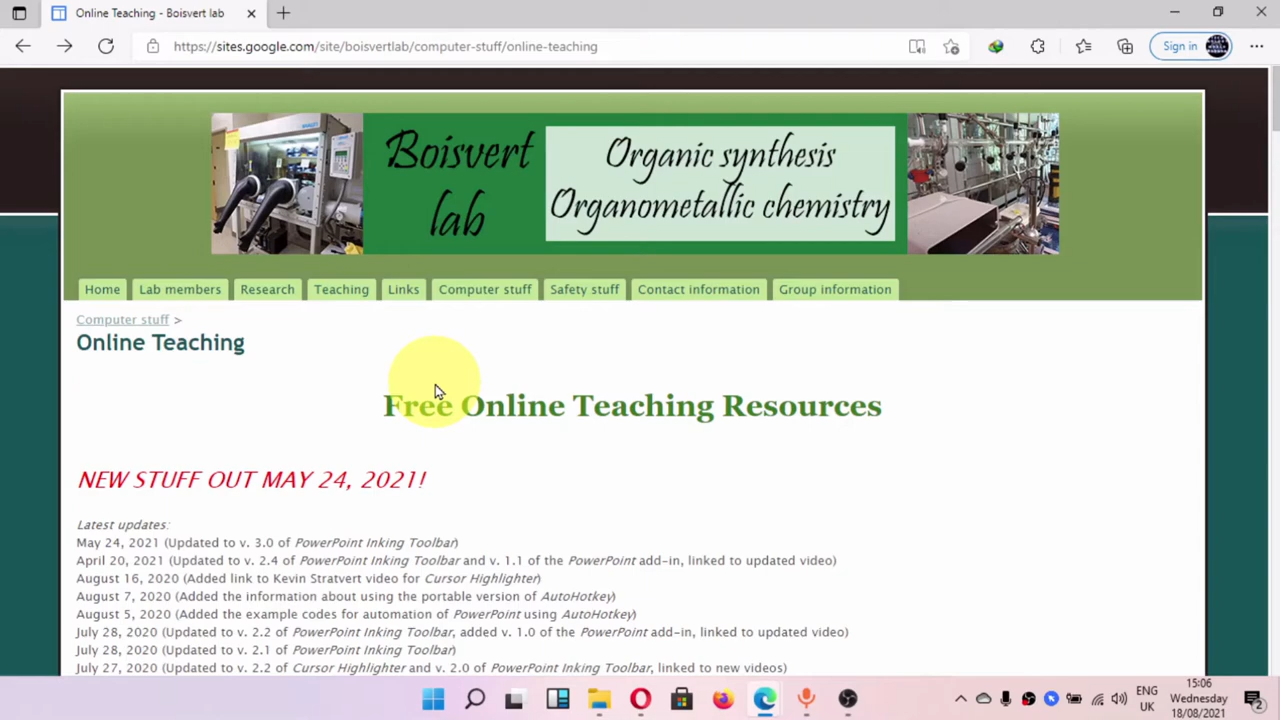 Online Teaching - Boisvert lab
https://sites.google.com/site/boisvertlab/computer-stuff/online-teaching
Sign in
Boisvert
lab
Organic synthesis
Organometallic chemistry
Home Lab members Research Teaching Links Computer stuff Safety stuff Contact information Group information
Computer stuff >
Online Teaching
Free Online Teaching Resources
NEW STUFF OUT MAY 24, 2021!
Latest updates:
May 24, 2021 (Updated to v. 3.0 of PowerPoint Inking Toolbar)
April 20, 2021 (Updated to v. 2.4 of PowerPoint Inking Toolbar and v. 1.1 of the PowerPoint add-in, linked to updated video)
August 16, 2020 (Added link to Kevin Stratvert video for Cursor Highlighter)
August 7, 2020 (Added the information about using the portable version of AutoHotkey)
August 5, 2020 (Added the example codes for automation of PowerPoint using AutoHotkey)
July 28, 2020 (Updated to v. 2.2 of PowerPoint Inking Toolbar, added v. 1.0 of the PowerPoint add-in, linked to updated video)
July 28, 2020 (Updated to v. 2.1 of PowerPoint Inking Toolbar)
July 27, 2020 (Updated to v. 2.2 of Cursor Highlighter and v. 2.0 of PowerPoint Inking Toolbar, linked to new videos)
ENG
UK
15:06
Wednesday
18/08/2021
2